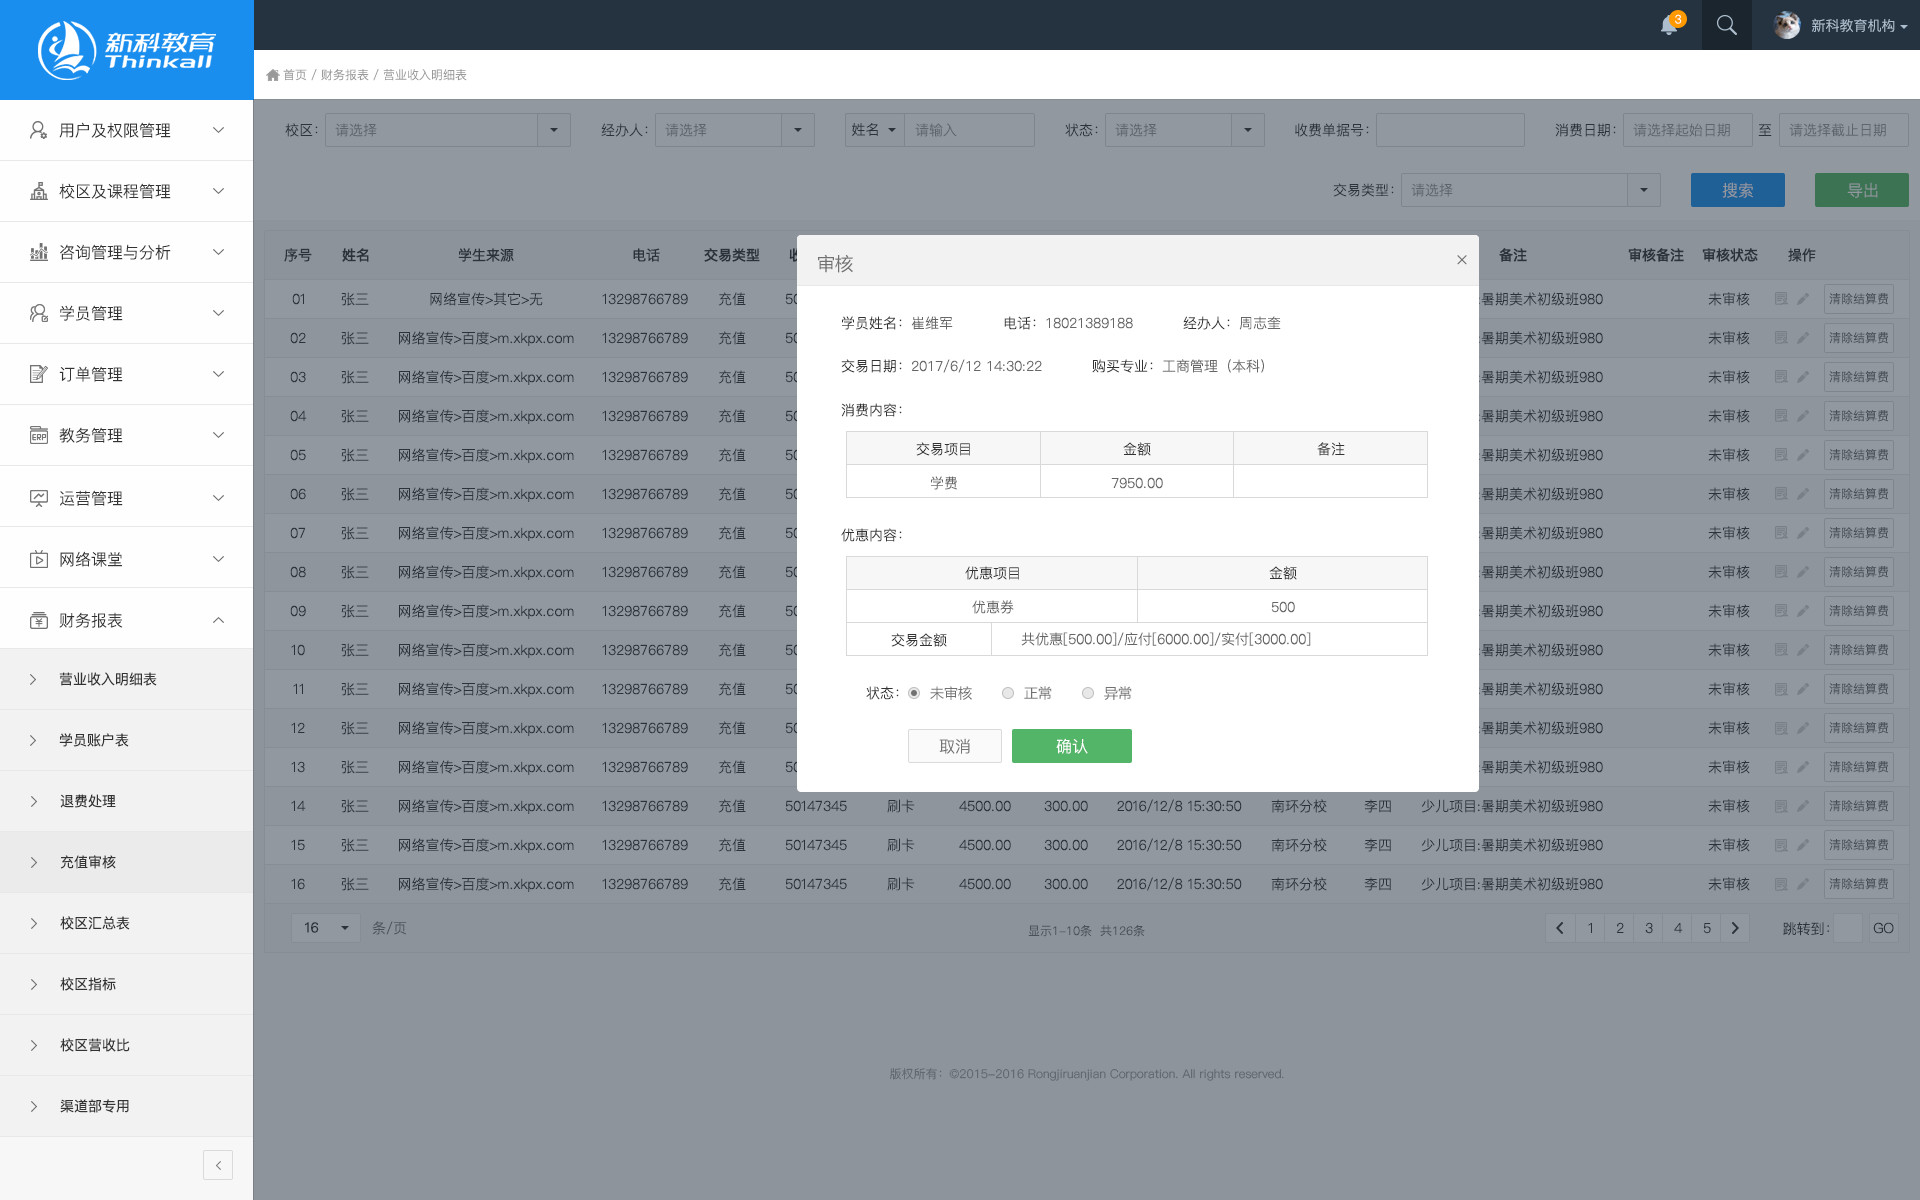 新科教育
Thinkall
3
新科教育机构
首页 / 财务报表 / 营业收入明细表
用户及权限管理
校区及课程管理
咨询管理与分析
学员管理
订单管理
教务管理
运营管理
网络课堂
财务报表
营业收入明细表
学员账户表
退费处理
充值审核
校区汇总表
校区指标
校区营收比
渠道部专用
校区: 请选择 经办人: 请选择 姓名 请输入 状态: 请选择 收费单据号: 消费日期: 请选择起始日期 至 请选择截止日期
交易类型: 请选择 搜索 导出
序号 姓名 学生来源 电话 交易类型 备注 审核备注 审核状态 操作
01 张三 网络宣传>其它>无 13298766789 充值 50 :暑期美术初级班980 未审核 清除结算费
02 张三 网络宣传>百度>m.xkpx.com 13298766789 充值 50 :暑期美术初级班980 未审核 清除结算费
03 张三 网络宣传>百度>m.xkpx.com 13298766789 充值 50 :暑期美术初级班980 未审核 清除结算费
04 张三 网络宣传>百度>m.xkpx.com 13298766789 充值 50 :暑期美术初级班980 未审核 清除结算费
05 张三 网络宣传>百度>m.xkpx.com 13298766789 充值 50 :暑期美术初级班980 未审核 清除结算费
06 张三 网络宣传>百度>m.xkpx.com 13298766789 充值 50 :暑期美术初级班980 未审核 清除结算费
07 张三 网络宣传>百度>m.xkpx.com 13298766789 充值 50 :暑期美术初级班980 未审核 清除结算费
08 张三 网络宣传>百度>m.xkpx.com 13298766789 充值 50 :暑期美术初级班980 未审核 清除结算费
09 张三 网络宣传>百度>m.xkpx.com 13298766789 充值 50 :暑期美术初级班980 未审核 清除结算费
10 张三 网络宣传>百度>m.xkpx.com 13298766789 充值 50 :暑期美术初级班980 未审核 清除结算费
11 张三 网络宣传>百度>m.xkpx.com 13298766789 充值 50 :暑期美术初级班980 未审核 清除结算费
12 张三 网络宣传>百度>m.xkpx.com 13298766789 充值 50 :暑期美术初级班980 未审核 清除结算费
13 张三 网络宣传>百度>m.xkpx.com 13298766789 充值 50 :暑期美术初级班980 未审核 清除结算费
14 张三 网络宣传>百度>m.xkpx.com 13298766789 充值 50147345 刷卡 4500.00 300.00 2016/12/8 15:30:50 南环分校 李四 少儿项目:暑期美术初级班980 未审核 清除结算费
15 张三 网络宣传>百度>m.xkpx.com 13298766789 充值 50147345 刷卡 4500.00 300.00 2016/12/8 15:30:50 南环分校 李四 少儿项目:暑期美术初级班980 未审核 清除结算费
16 张三 网络宣传>百度>m.xkpx.com 13298766789 充值 50147345 刷卡 4500.00 300.00 2016/12/8 15:30:50 南环分校 李四 少儿项目:暑期美术初级班980 未审核 清除结算费
16 条/页 显示1-10条 共126条 1 2 3 4 5 跳转到: GO
版权所有: ©2015-2016 Rongjiruanjian Corporation. All rights reserved.
审核
学员姓名: 崔维军 电话: 18021389188 经办人: 周志奎
交易日期: 2017/6/12 14:30:22 购买专业: 工商管理（本科）
消费内容:
交易项目 金额 备注
学费 7950.00
优惠内容:
优惠项目 金额
优惠券 500
交易金额 共优惠[500.00]/应付[6000.00]/实付[3000.00]
状态: 未审核 正常 异常
取消 确认